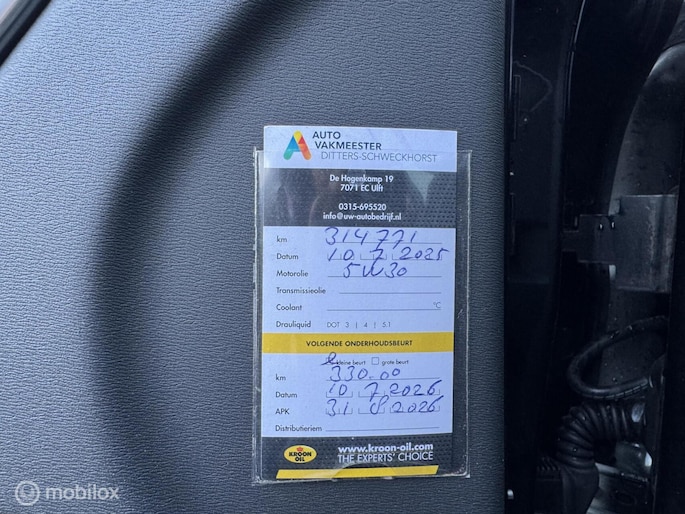 AUTO
VAKMEESTER
DITTERS-SCHWECKHORST
De Hogenkamp 19
7071 EC Ulft
0315-695520
info@uw-autobedrijf.nl
km 314771
Datum 10 7 2025
Motorolie 5W30
Transmissieolie
Coolant °C
Drauliquid DOT 3 | 4 | 5.1
VOLGENDE ONDERHOUDSBEURT
kleine beurt grote beurt
km 330.00
Datum 10 7 2026
APK 31 8 2026
Distributieriem
KROON OIL www.kroon-oil.com
THE EXPERTS' CHOICE
mobilox